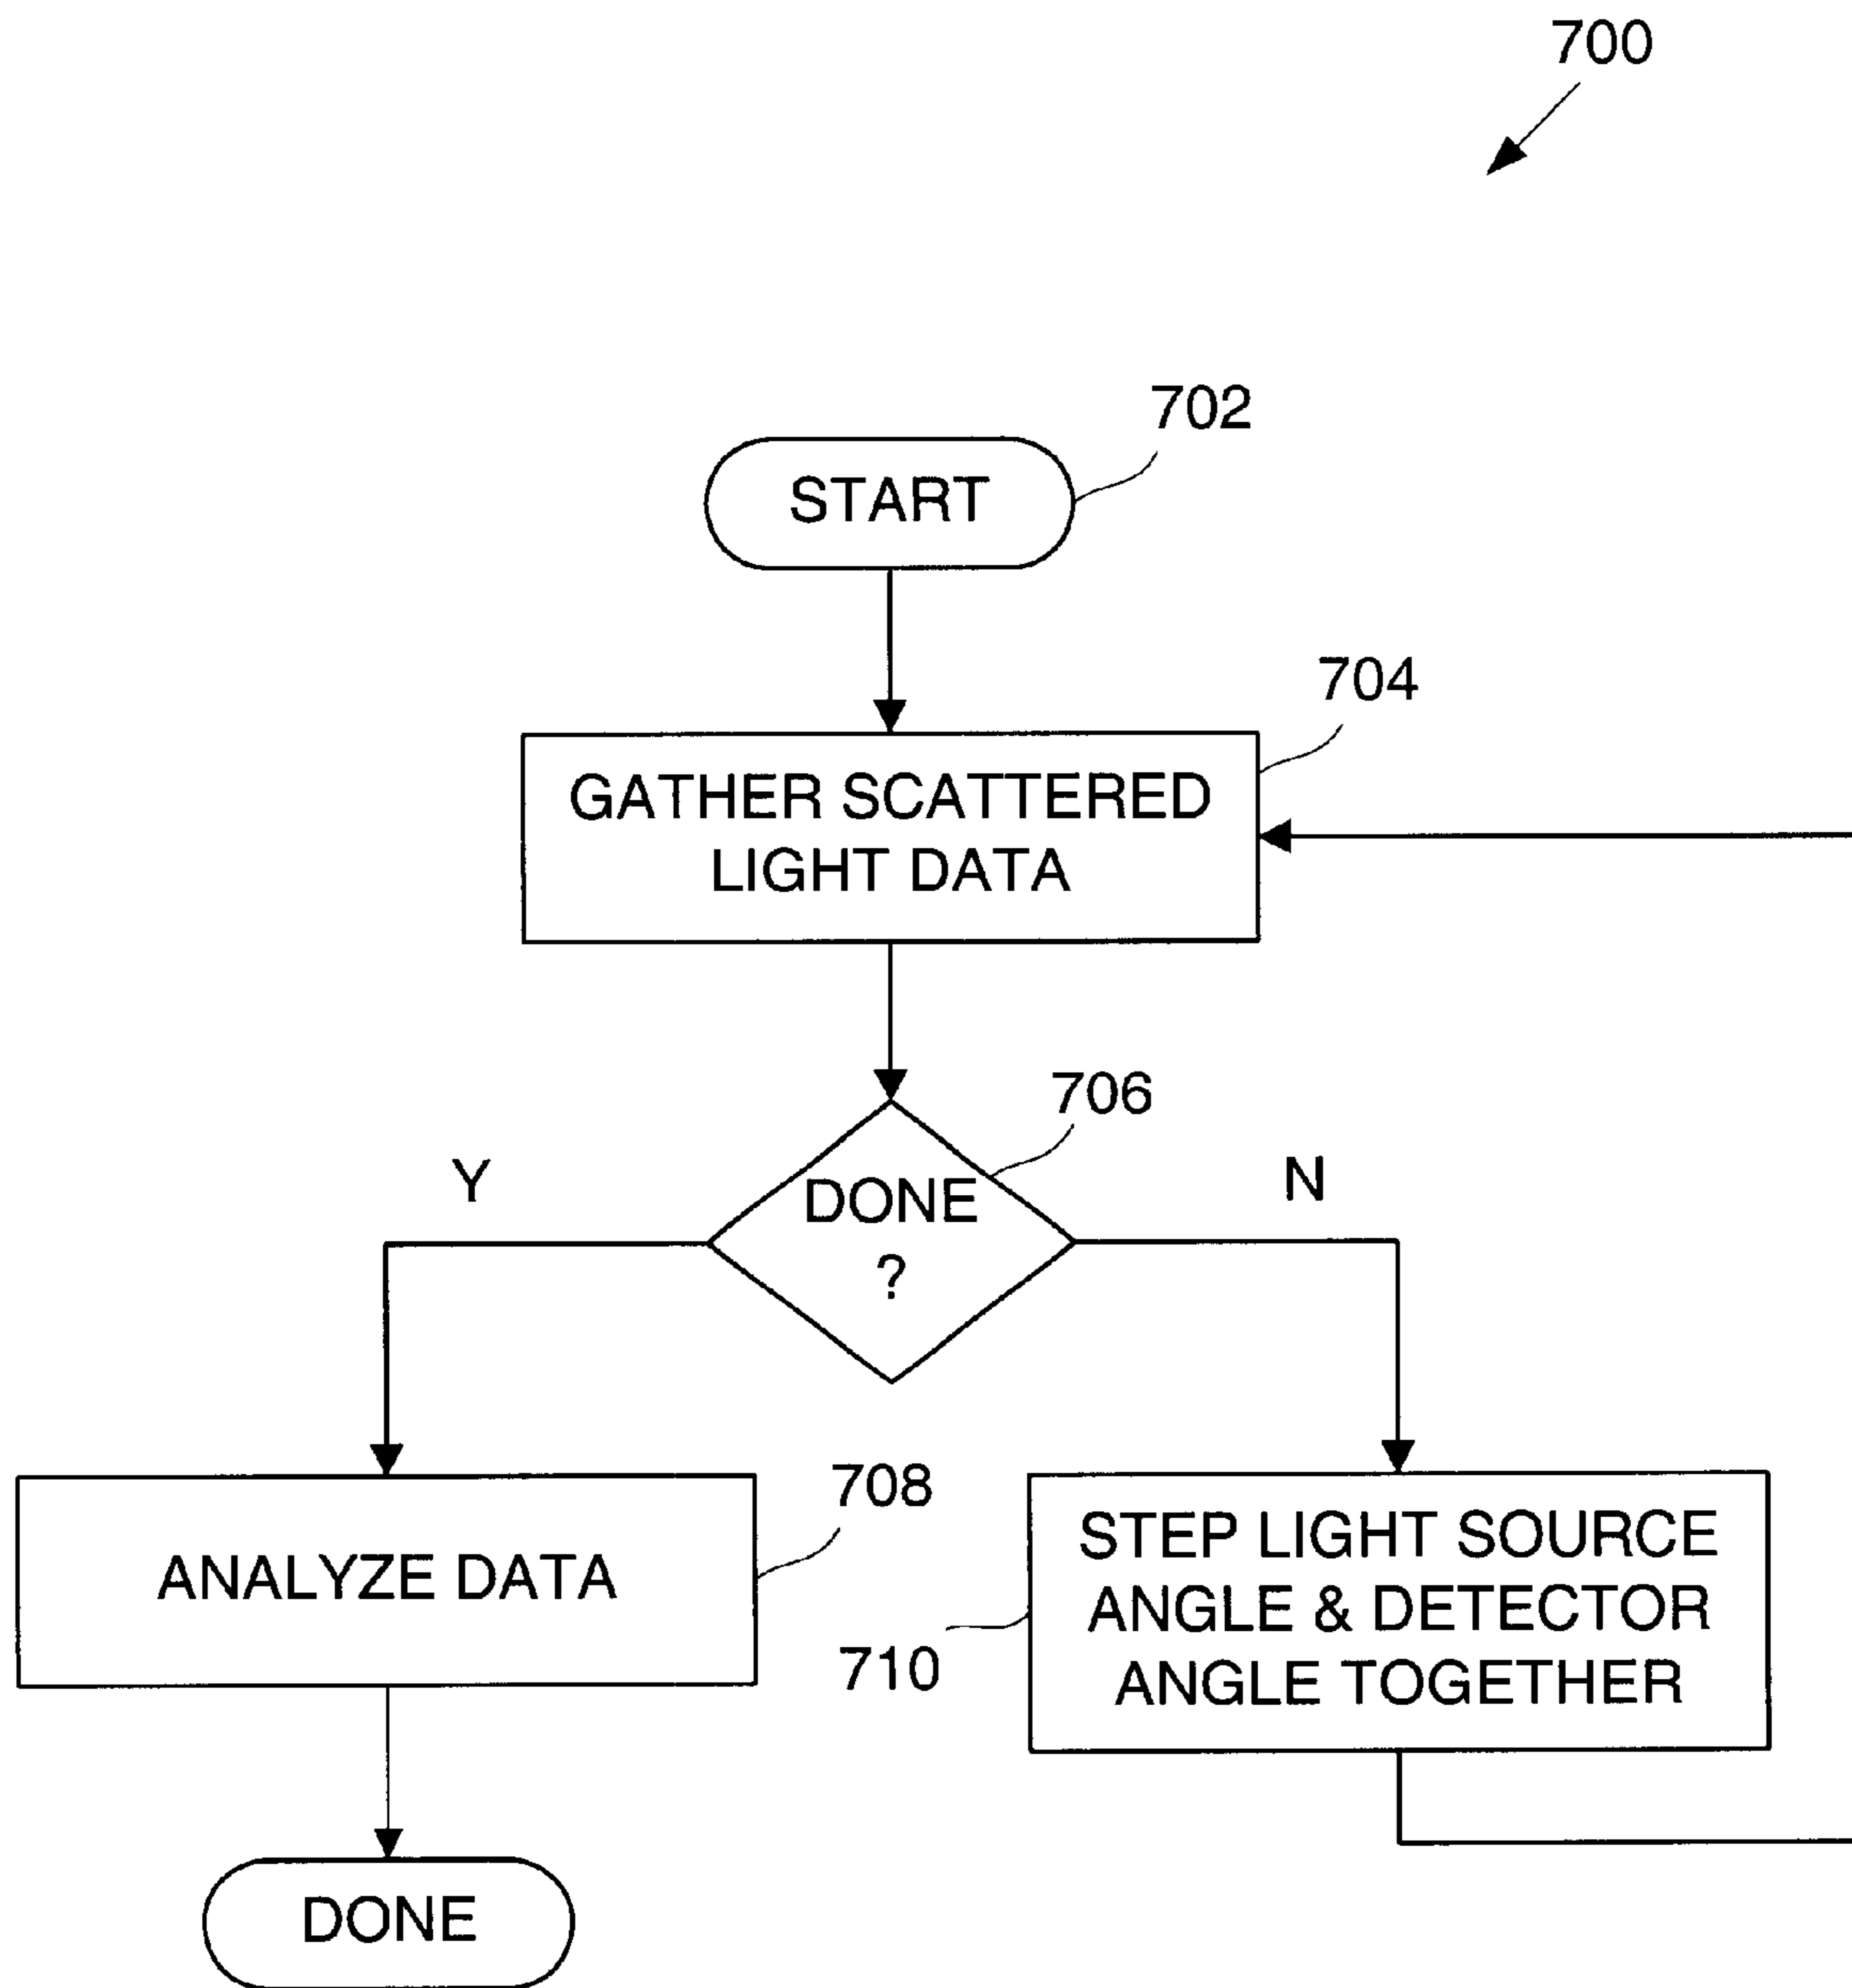 700
702
START
704
GATHER SCATTERED
LIGHT DATA
706
Y
N
DONE
?
708
ANALYZE DATA
STEP LIGHT SOURCE
ANGLE & DETECTOR
ANGLE TOGETHER
710
DONE